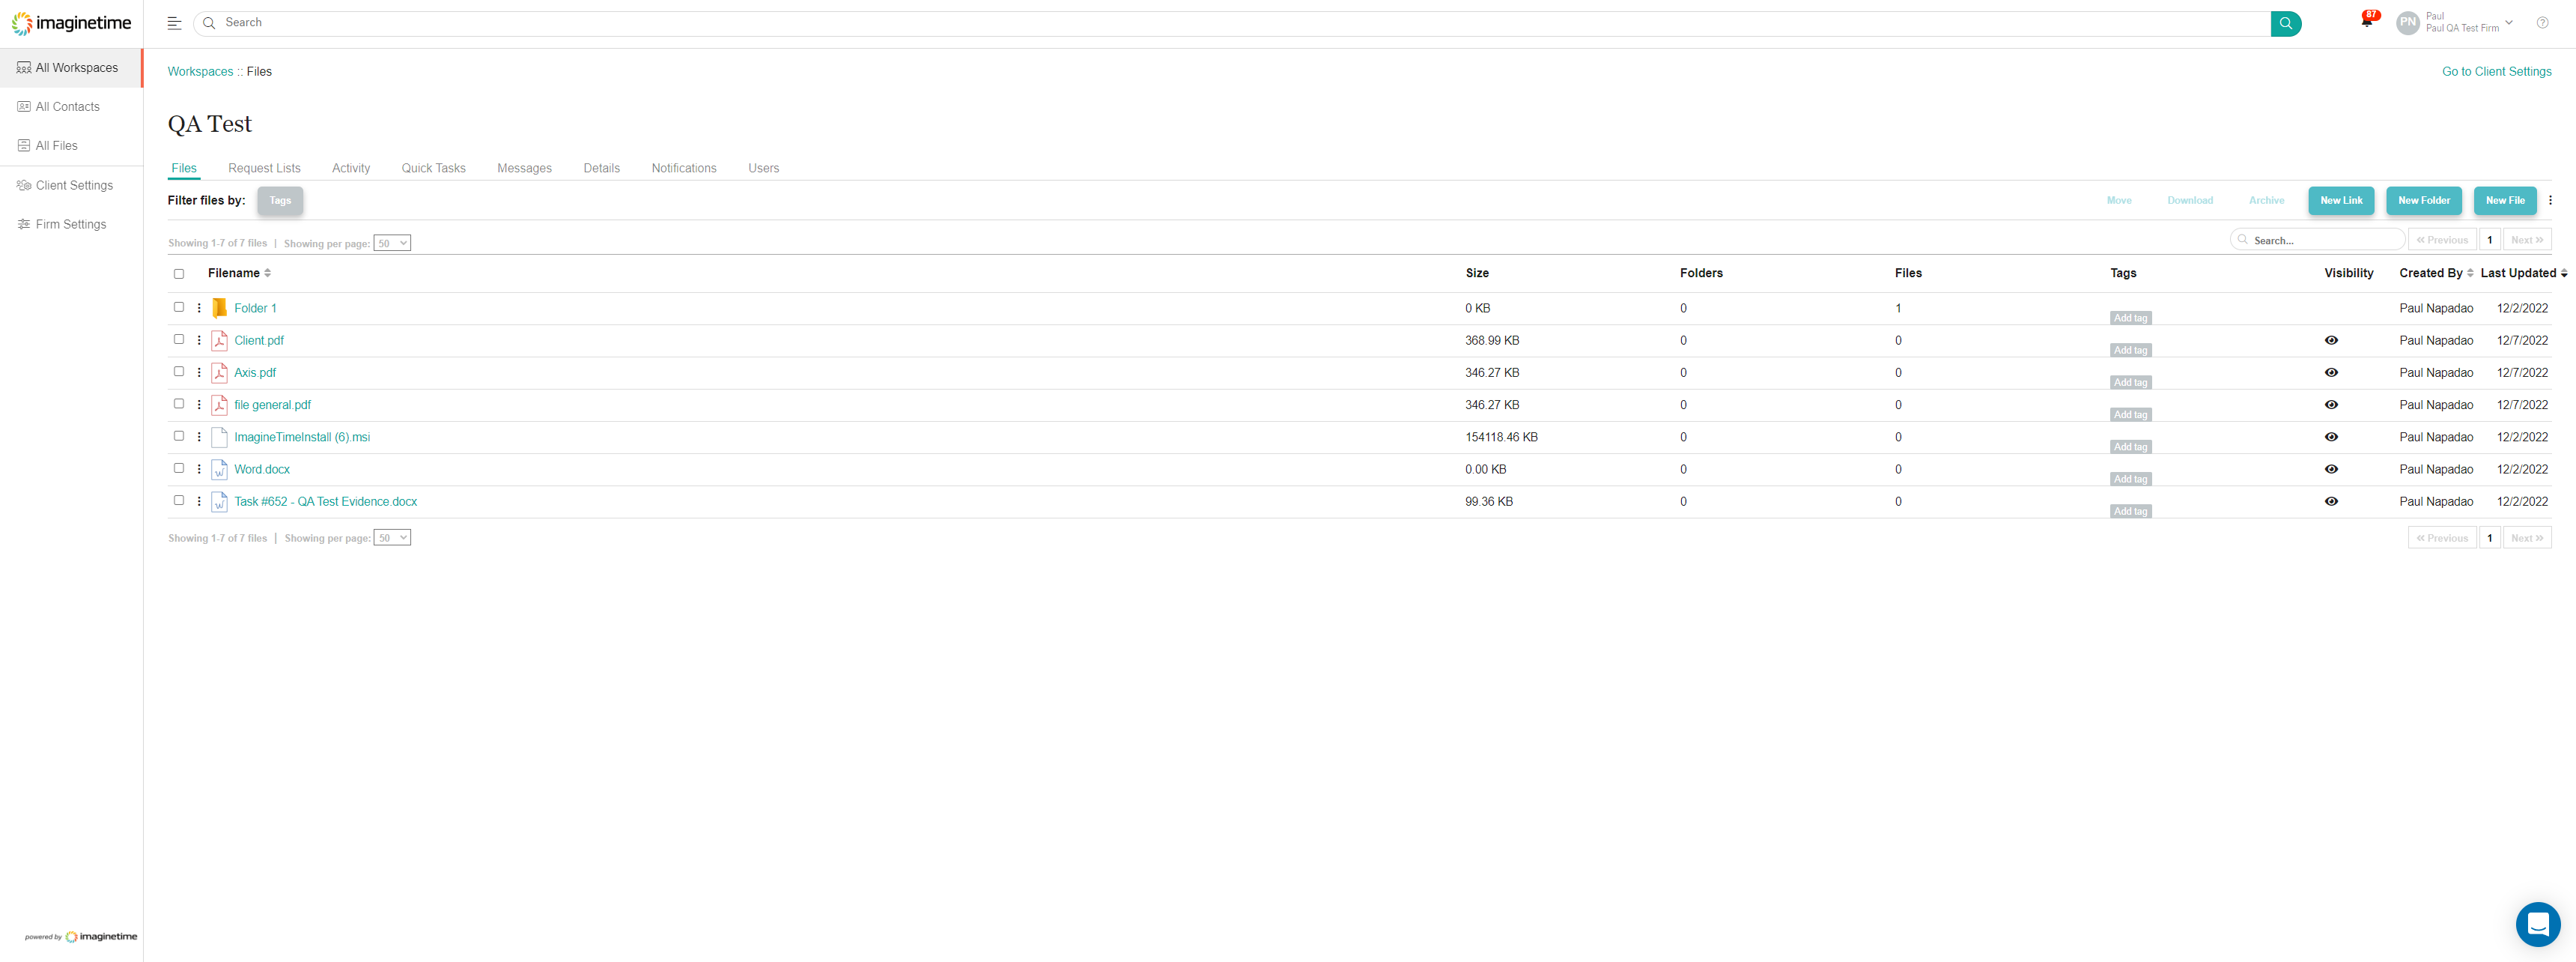 imaginetime
Search
87
PN
Paul
Paul QA Test Firm
All Workspaces
All Contacts
All Files
Client Settings
Firm Settings
Workspaces :: Files
Go to Client Settings
QA Test
Files Request Lists Activity Quick Tasks Messages Details Notifications Users
Filter files by: Tags Move Download Archive New Link New Folder New File
Showing 1-7 of 7 files | Showing per page: 50 Search... « Previous 1 Next »
Filename Size Folders Files Tags Visibility Created By Last Updated
Folder 1 0 KB 0 1 Add tag Paul Napadao 12/2/2022
Client.pdf 368.99 KB 0 0 Add tag Paul Napadao 12/7/2022
Axis.pdf 346.27 KB 0 0 Add tag Paul Napadao 12/7/2022
file general.pdf 346.27 KB 0 0 Add tag Paul Napadao 12/7/2022
ImagineTimeInstall (6).msi 154118.46 KB 0 0 Add tag Paul Napadao 12/2/2022
Word.docx 0.00 KB 0 0 Add tag Paul Napadao 12/2/2022
Task #652 - QA Test Evidence.docx 99.36 KB 0 0 Add tag Paul Napadao 12/2/2022
Showing 1-7 of 7 files | Showing per page: 50 « Previous 1 Next »
powered by imaginetime